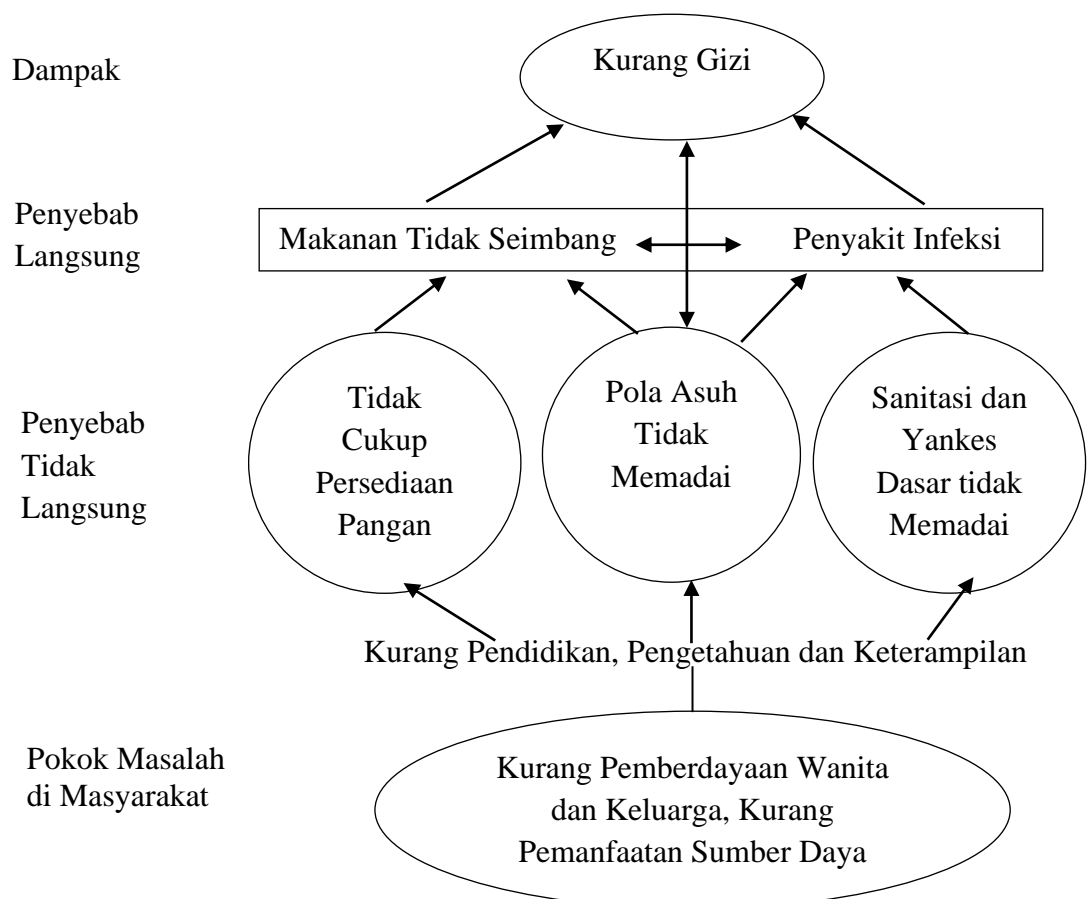 Dampak
Kurang Gizi
Penyebab
Langsung
Makanan Tidak Seimbang
Penyakit Infeksi
Penyebab
Tidak
Langsung
Tidak
Cukup
Persediaan
Pangan
Pola Asuh
Tidak
Memadai
Sanitasi dan
Yankes
Dasar tidak
Memadai
Kurang Pendidikan, Pengetahuan dan Keterampilan
Pokok Masalah
di Masyarakat
Kurang Pemberdayaan Wanita
dan Keluarga, Kurang
Pemanfaatan Sumber Daya